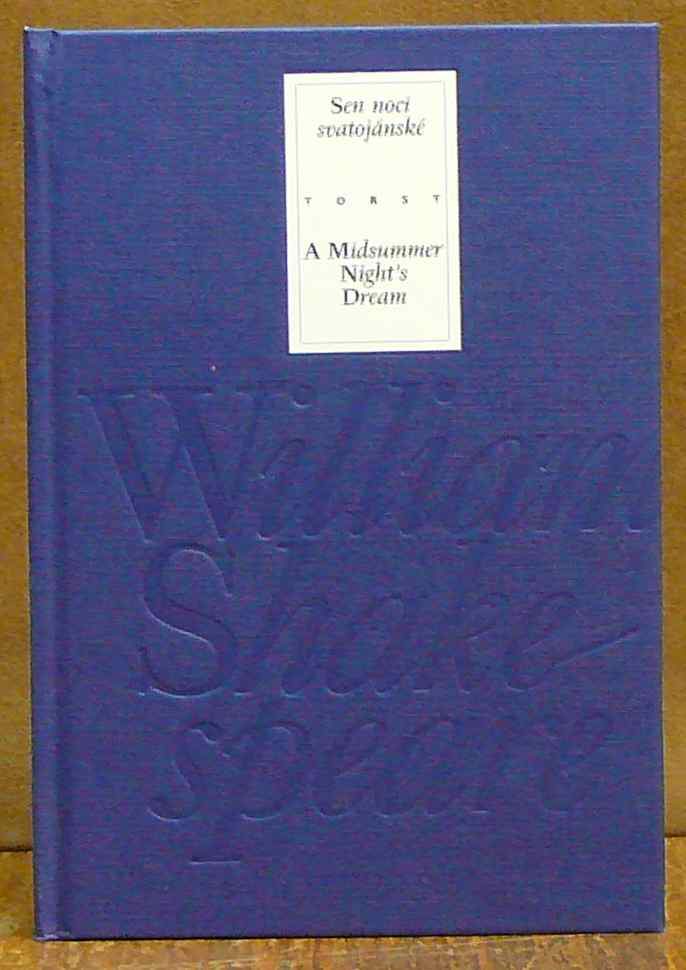 Sen noci
svatojánské
TORST
A Midsummer
Night's
Dream
William
Shake-
speare